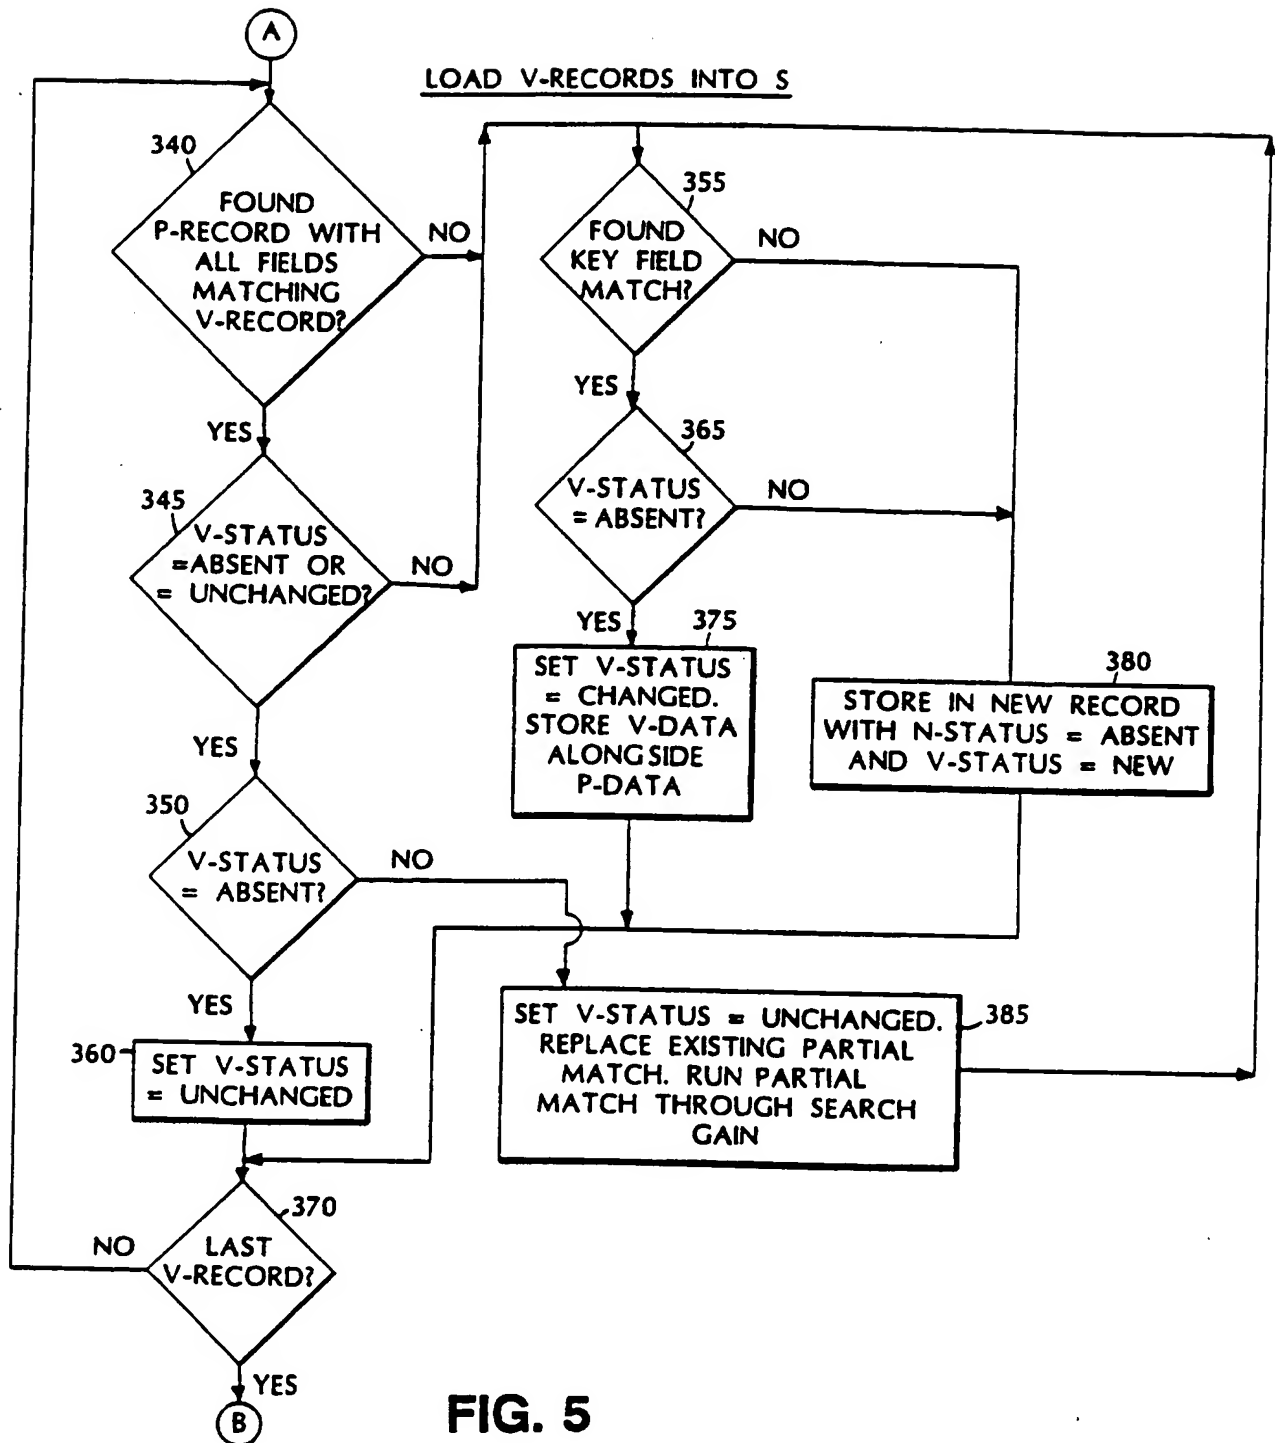 A
LOAD V-RECORDS INTO S
340
FOUND
P-RECORD WITH
ALL FIELDS
MATCHING
V-RECORD?
NO
YES
355
FOUND
KEY FIELD
MATCH?
NO
YES
345
V-STATUS
=ABSENT OR
= UNCHANGED?
NO
YES
365
V-STATUS
= ABSENT?
NO
YES
375
SET V-STATUS
= CHANGED.
STORE V-DATA
ALONGSIDE
P-DATA
380
STORE IN NEW RECORD
WITH N-STATUS = ABSENT
AND V-STATUS = NEW
350
V-STATUS
= ABSENT?
NO
YES
385
SET V-STATUS = UNCHANGED.
REPLACE EXISTING PARTIAL
MATCH. RUN PARTIAL
MATCH THROUGH SEARCH
GAIN
360
SET V-STATUS
= UNCHANGED
370
LAST
V-RECORD?
NO
YES
B
FIG. 5